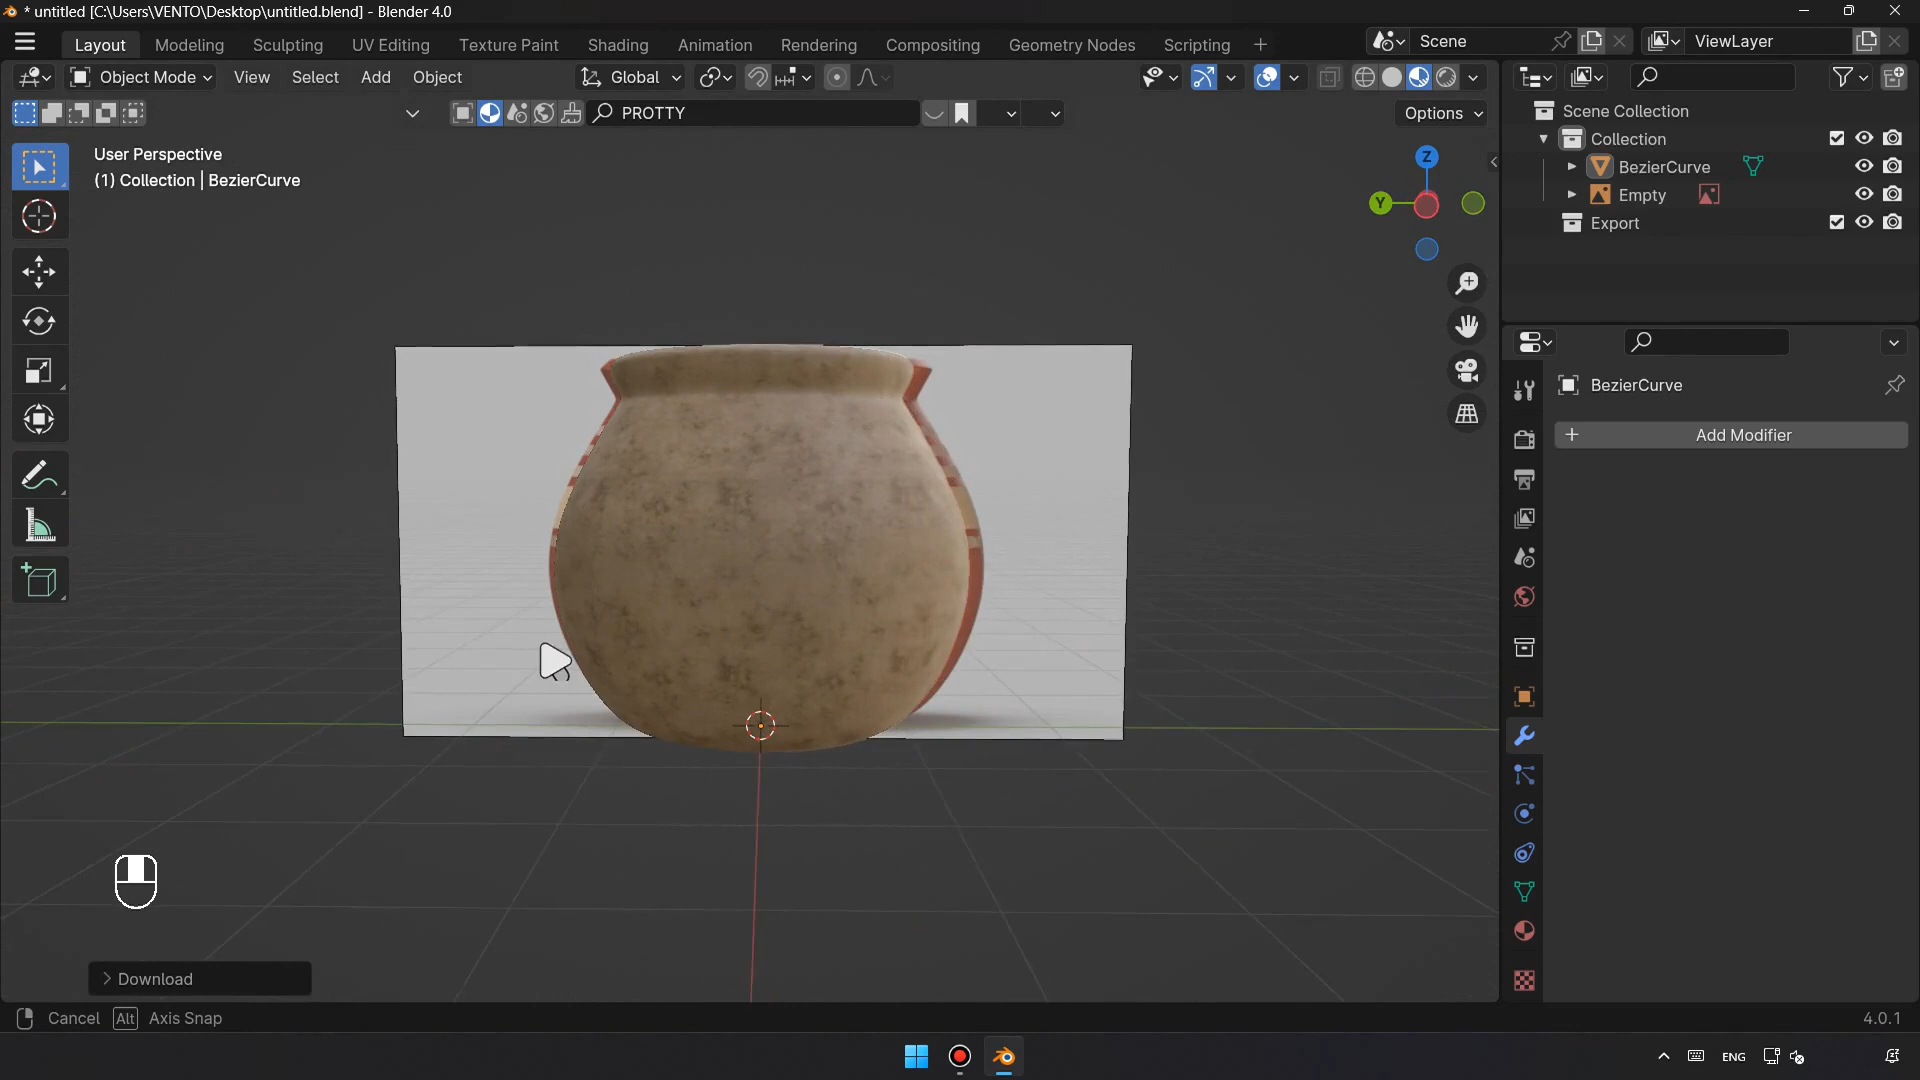 * untitled [C:\Users\VENTO\Desktop\untitled.blend] - Blender 4.0
Layout
Modeling
Sculpting
UV Editing
Texture Paint
Shading
Animation
Rendering
Compositing
Geometry Nodes
Scripting
+
Scene
ViewLayer
Object Mode
View
Select
Add
Object
Global
PROTTY
Options
User Perspective
(1) Collection | BezierCurve
Z
Y
Scene Collection
Collection
BezierCurve
Empty
Export
BezierCurve
+ Add Modifier
> Download
Cancel
Alt
Axis Snap
4.0.1
ENG